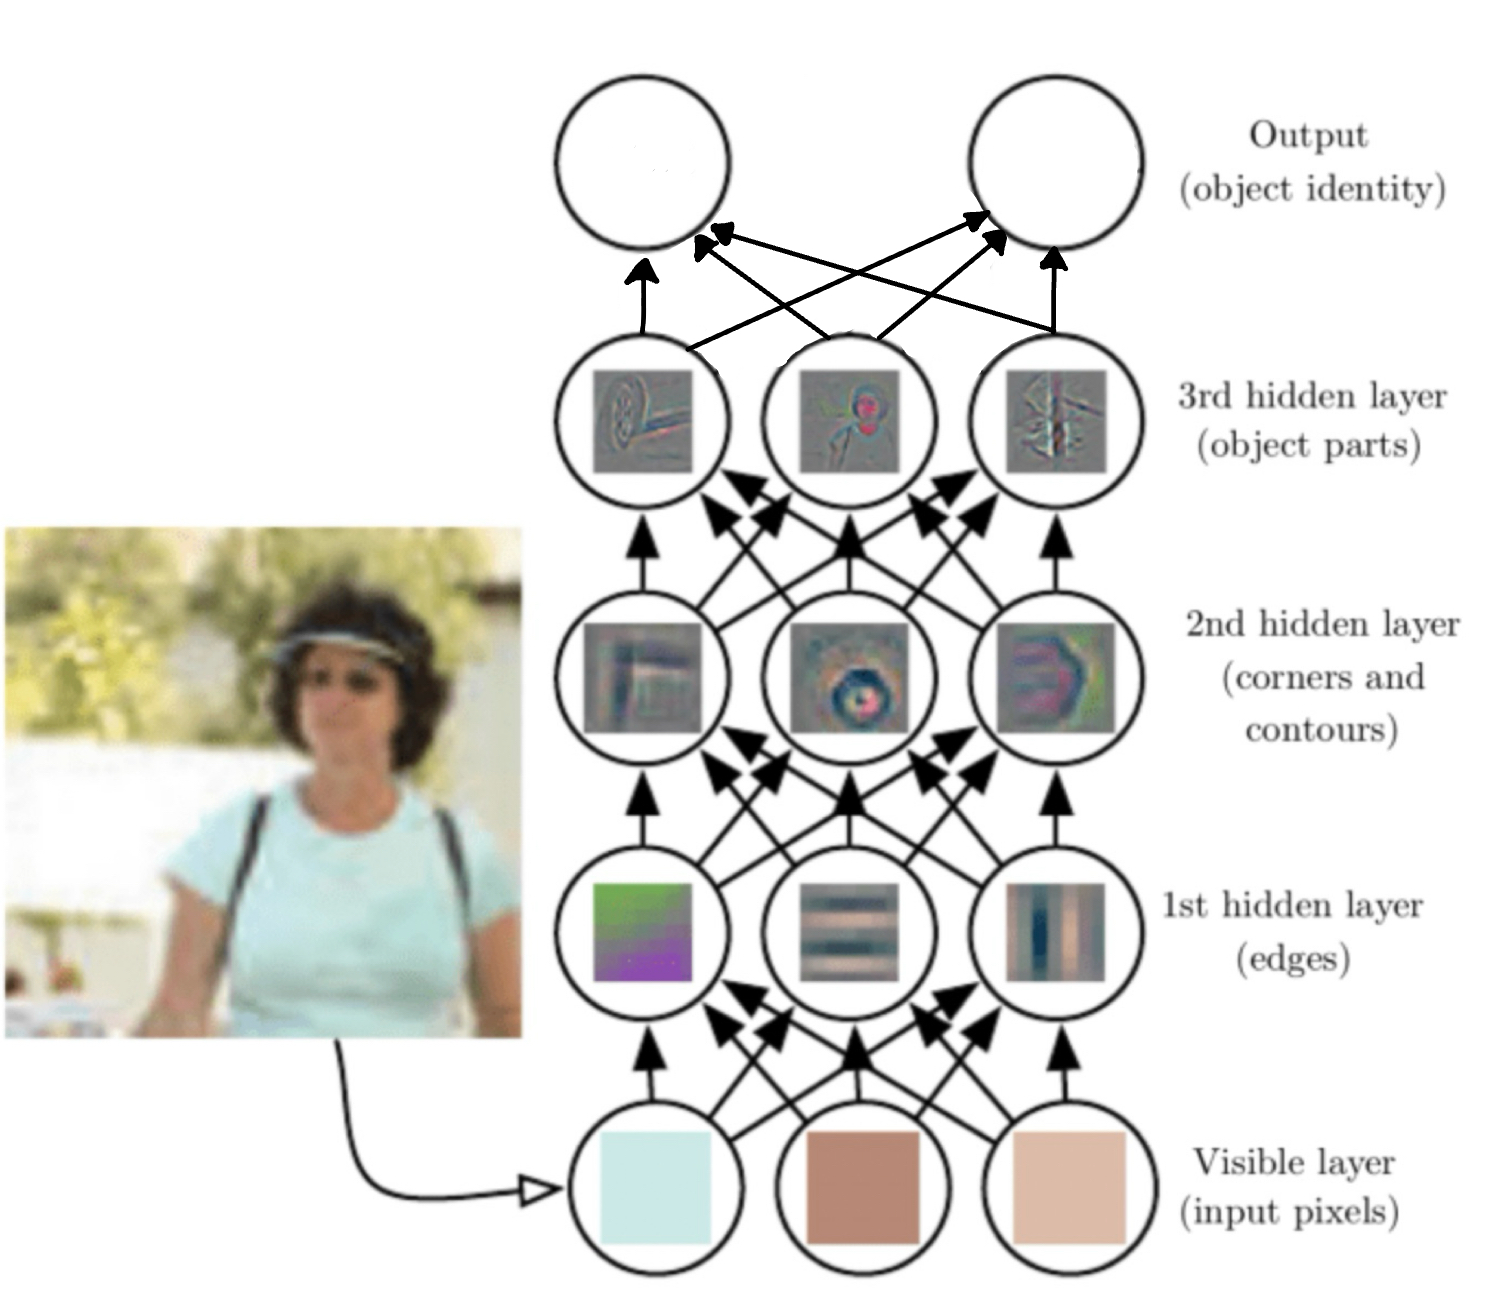 Output
(object identity)
3rd hidden layer
(object parts)
2nd hidden layer
(corners and
contours)
1st hidden layer
(edges)
Visible layer
(input pixels)